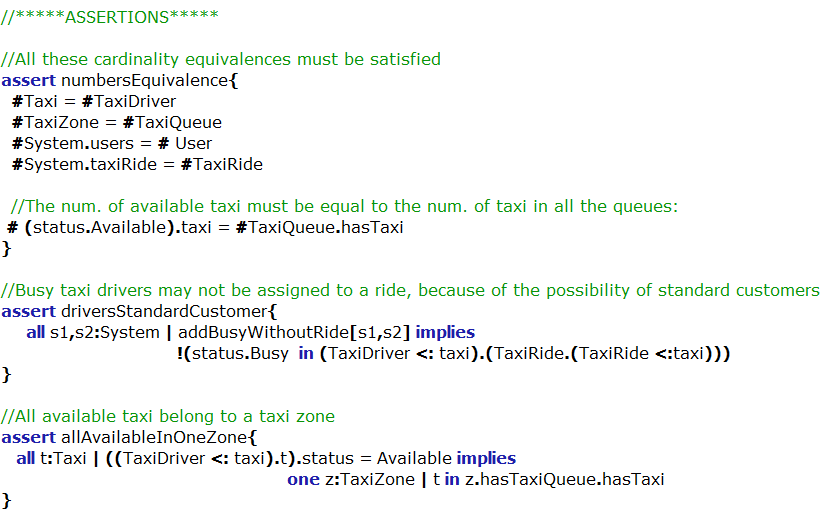 //*****ASSERTIONS*****
//All these cardinality equivalences must be satisfied
assert numbersEquivalence{
#Taxi = #TaxiDriver
#TaxiZone = #TaxiQueue
#System.users = # User
#System.taxiRide = #TaxiRide
//The num. of available taxi must be equal to the num. of taxi in all the queues:
# (status.Available).taxi = #TaxiQueue.hasTaxi
}
//Busy taxi drivers may not be assigned to a ride, because of the possibility of standard customers
assert driversStandardCustomer{
all s1,s2:System | addBusyWithoutRide[s1,s2] implies
!(status.Busy in (TaxiDriver <: taxi).(TaxiRide.(TaxiRide <:taxi)))
}
//All available taxi belong to a taxi zone
assert allAvailableInOneZone{
all t:Taxi | ((TaxiDriver <: taxi).t).status = Available implies
one z:TaxiZone | t in z.hasTaxiQueue.hasTaxi
}